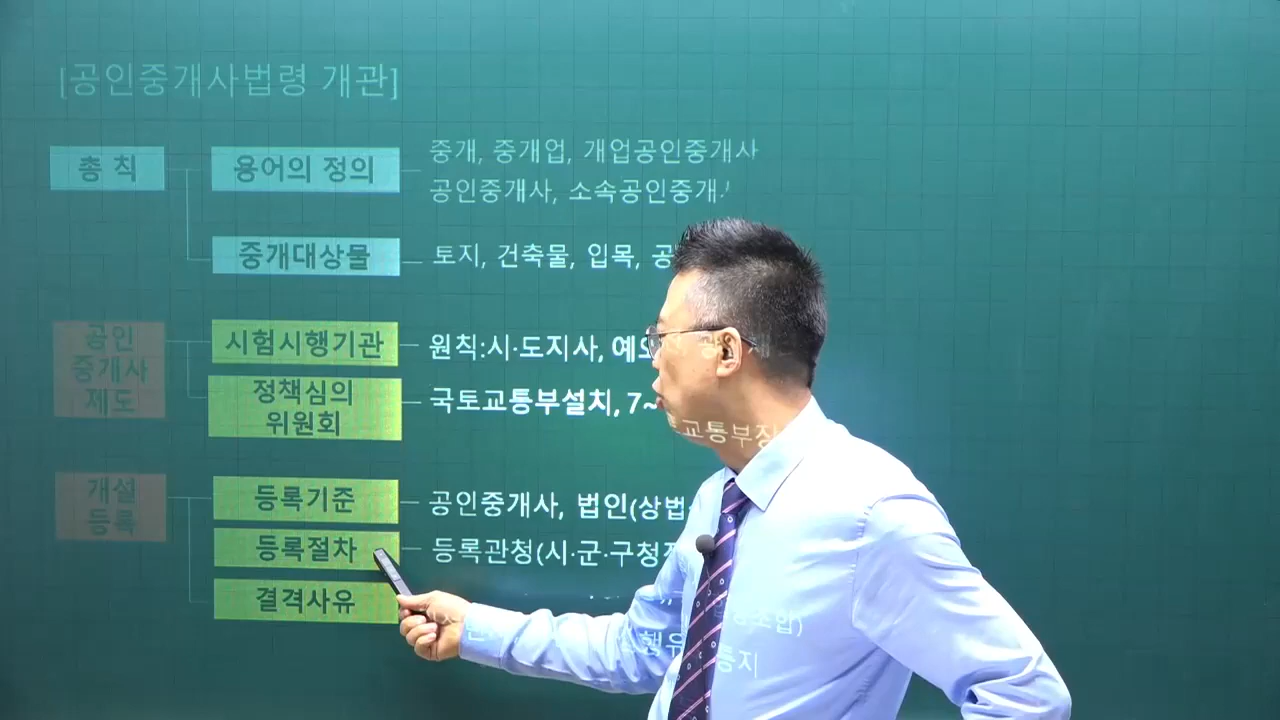 [공인중개사법령 개관]
총 칙
용어의 정의
중개, 중개업, 개업공인중개사
공인중개사, 소속공인중개
중개대상물
토지, 건축물, 입목,
공인
중개사
제도
시험시행기관
원칙:시·도지사,
정책심의
위원회
국토교통부설치, 7~
교통부장
개설
등록
등록기준
공인중개사, 법인(상법
등록절차
등록관청(시·군·구청
결격사유